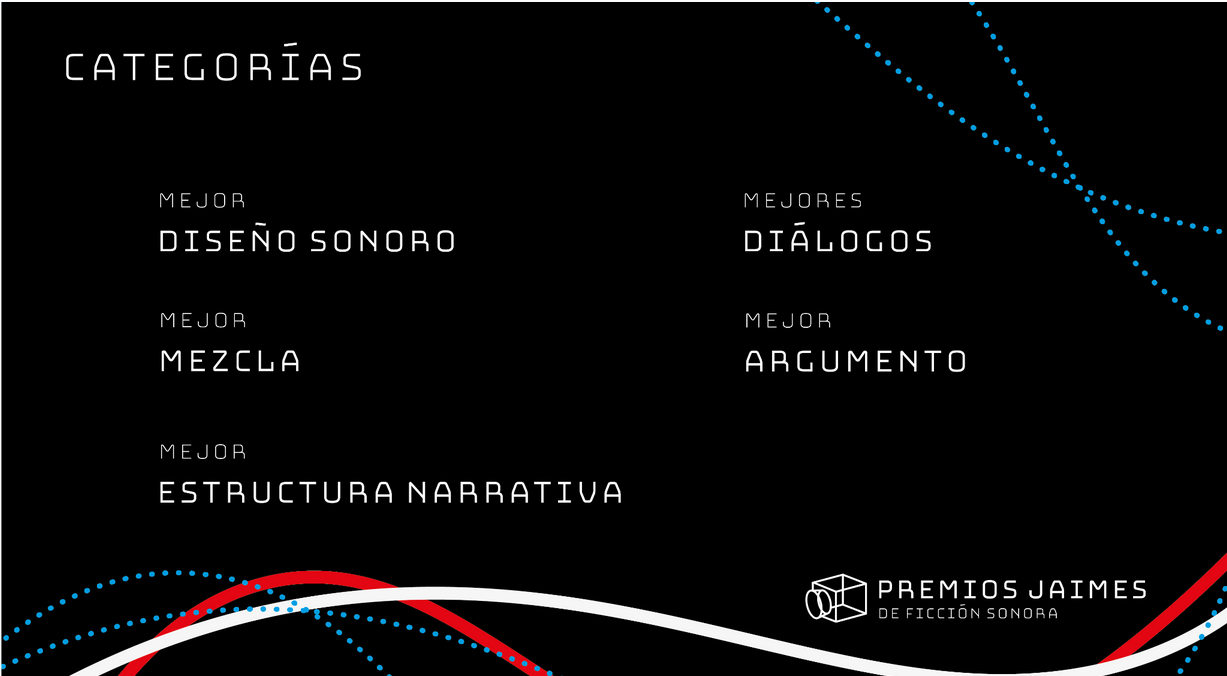 CATEGORÍAS
MEJOR
DISEÑO SONORO
MEJOR
MEZCLA
MEJOR
ESTRUCTURA NARRATIVA
MEJORES
DIÁLOGOS
MEJOR
ARGUMENTO
PREMIOS JAIMES
DE FICCIÓN SONORA